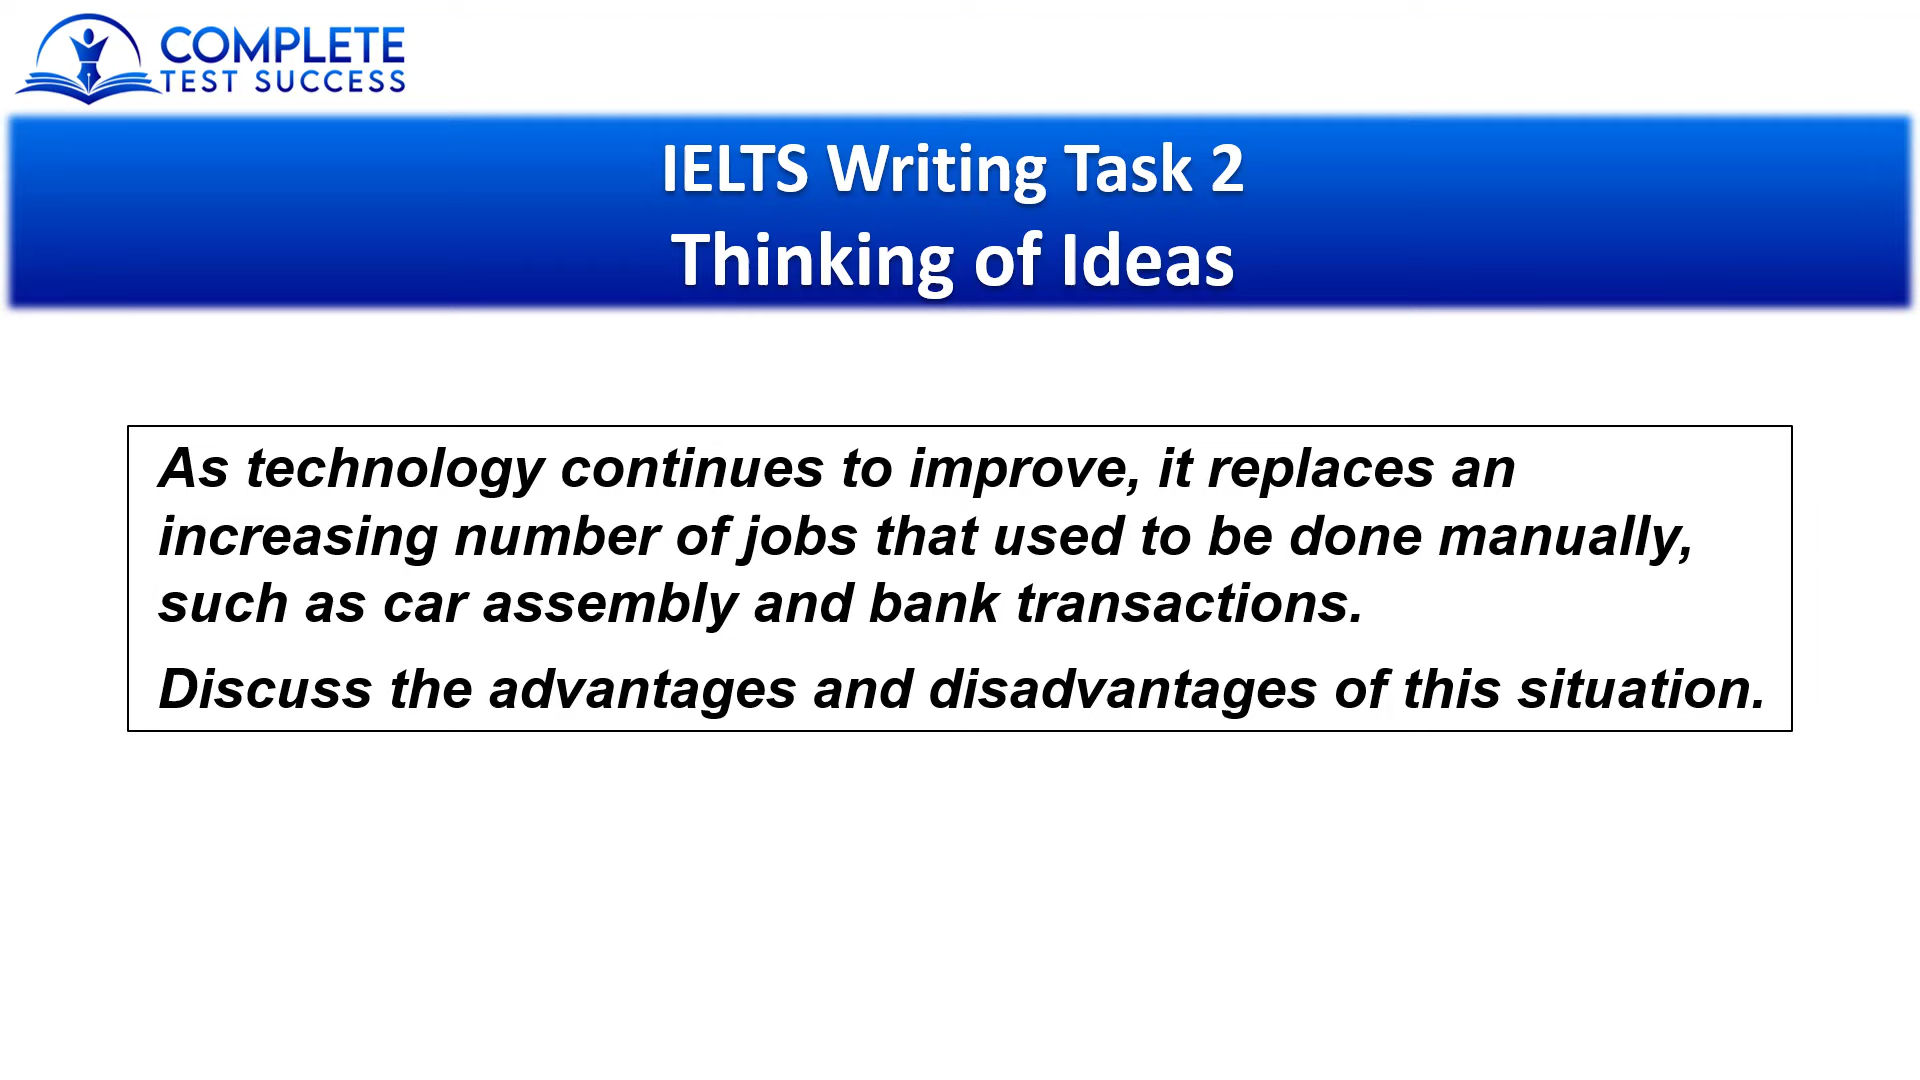 COMPLETE
TEST SUCCESS
IELTS Writing Task 2
Thinking of Ideas
As technology continues to improve, it replaces an
increasing number of jobs that used to be done manually,
such as car assembly and bank transactions.
Discuss the advantages and disadvantages of this situation.